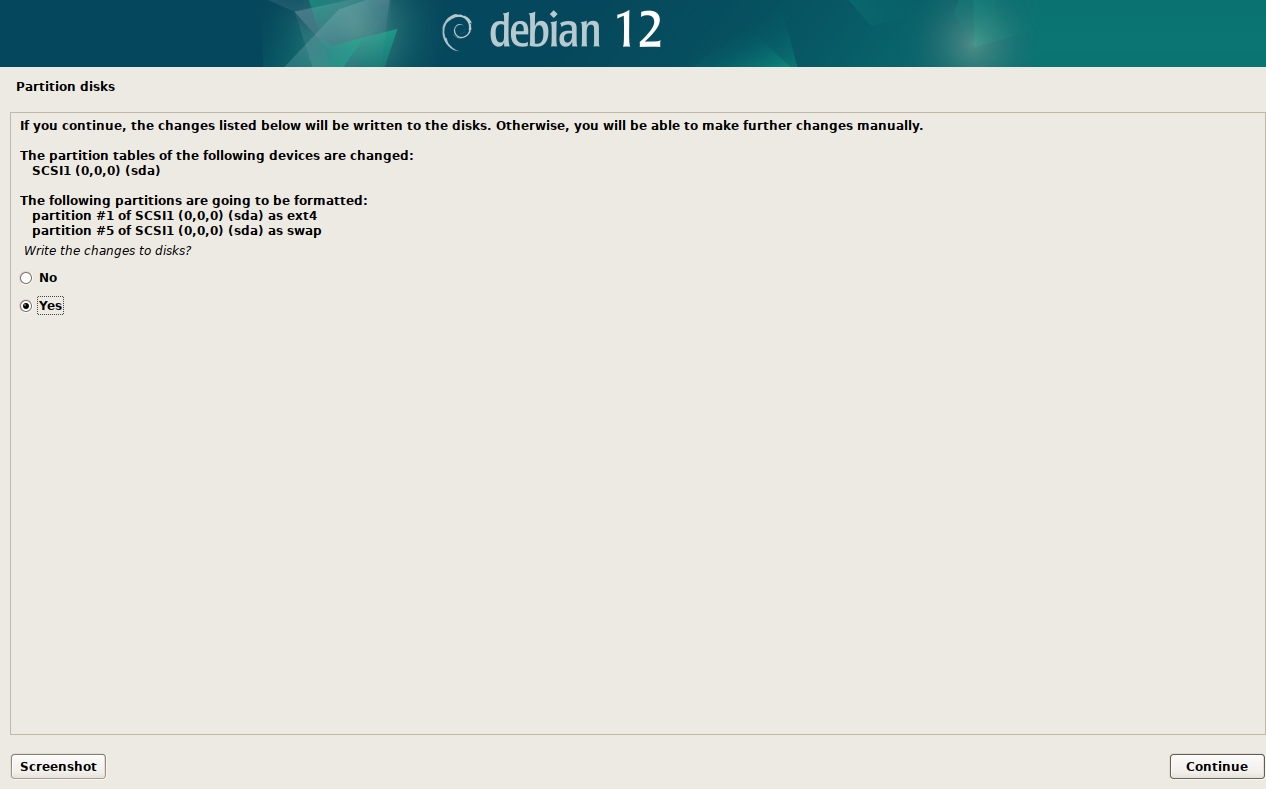 debian 12
Partition disks
If you continue, the changes listed below will be written to the disks. Otherwise, you will be able to make further changes manually.
The partition tables of the following devices are changed:
SCSI1 (0,0,0) (sda)
The following partitions are going to be formatted:
partition #1 of SCSI1 (0,0,0) (sda) as ext4
partition #5 of SCSI1 (0,0,0) (sda) as swap
Write the changes to disks?
No
Yes
Screenshot
Continue